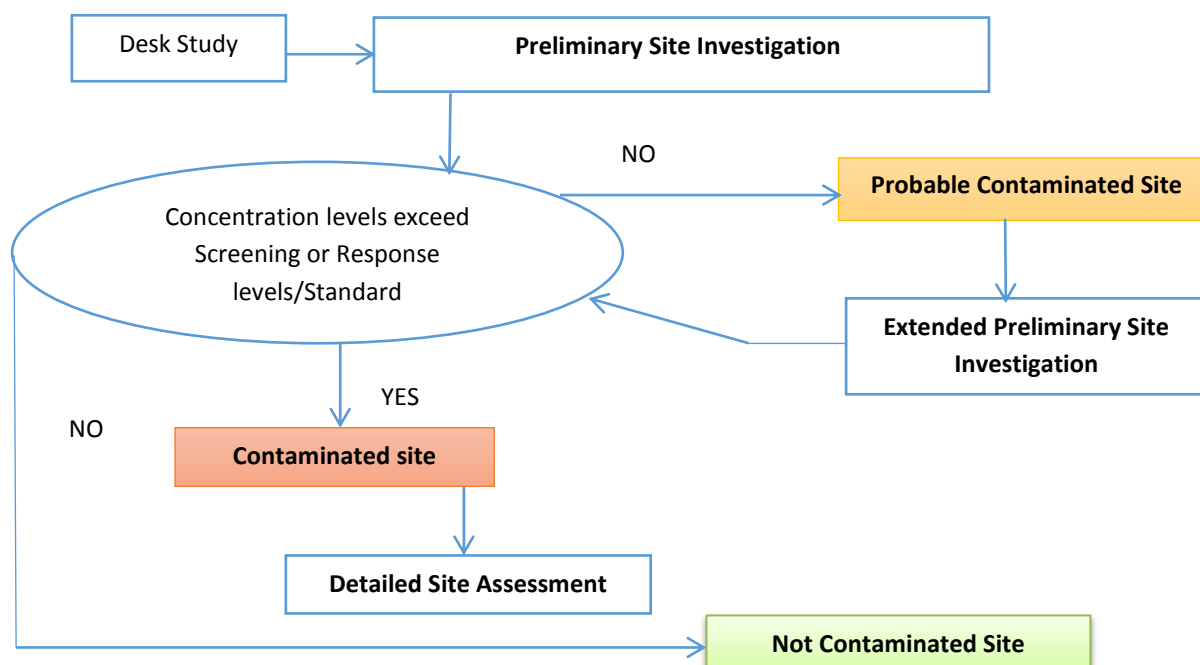 Desk Study
Preliminary Site Investigation
NO
Probable Contaminated Site
Concentration levels exceed
Screening or Response
levels/Standard
Extended Preliminary Site
Investigation
YES
NO
Contaminated site
Detailed Site Assessment
Not Contaminated Site